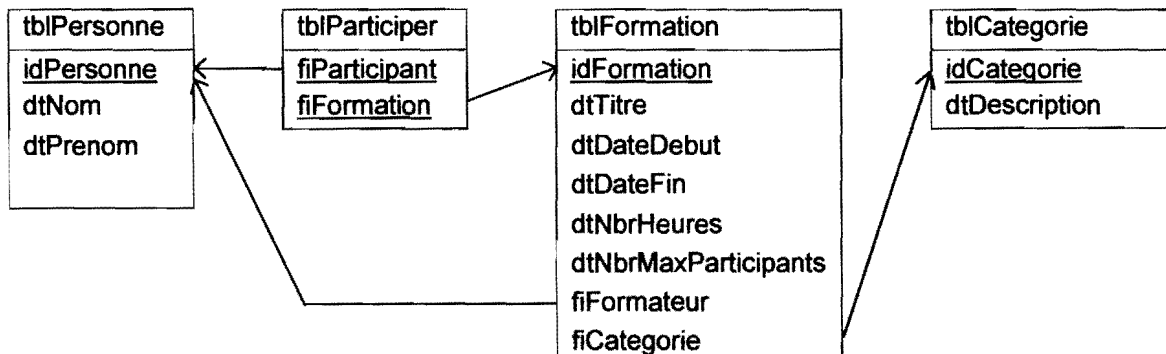 tblPersonne
idPersonne
dtNom
dtPrenom
tblParticiper
fiParticipant
fiFormation
tblFormation
idFormation
dtTitre
dtDateDebut
dtDateFin
dtNbrHeures
dtNbrMaxParticipants
fiFormateur
fiCategorie
tblCategorie
idCategorie
dtDescription